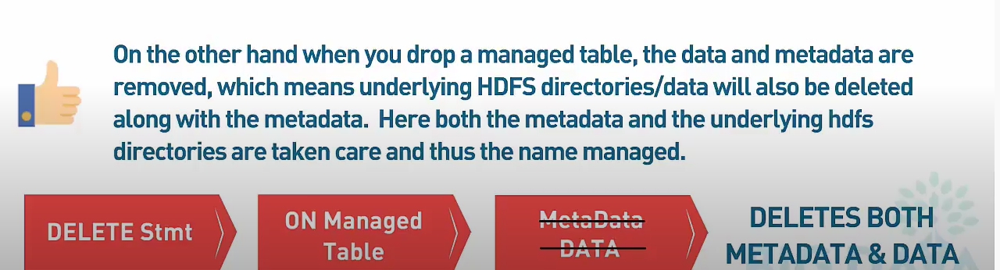 On the other hand when you drop a managed table, the data and metadata are
removed, which means underlying HDFS directories/data will also be deleted
along with the metadata. Here both the metadata and the underlying hdfs
directories are taken care and thus the name managed.
DELETE Stmt
ON Managed
Table
MetaData
DATA
DELETES BOTH
METADATA & DATA